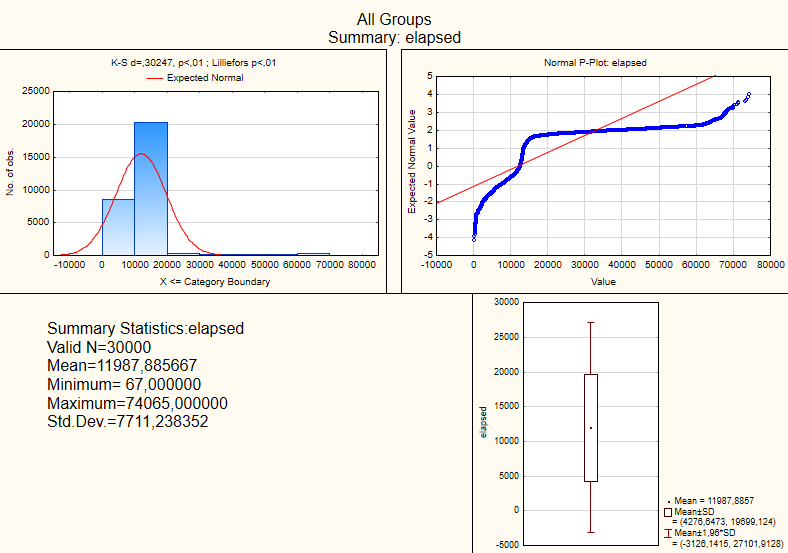 All Groups
Summary: elapsed
K-S d=,30247, p<,01 ; Lilliefors p<,01
Expected Normal
25000
20000
15000
10000
5000
0
No. of obs.
-10000 0 10000 20000 30000 40000 50000 60000 70000 80000
X <= Category Boundary
Normal P-Plot: elapsed
5
4
3
2
1
0
-1
-2
-3
-4
-5
Expected Normal Value
-10000 0 10000 20000 30000 40000 50000 60000 70000 80000
Value
Summary Statistics:elapsed
Valid N=30000
Mean=11987,885667
Minimum= 67,000000
Maximum=74065,000000
Std.Dev.=7711,238352
30000
25000
20000
15000
10000
5000
0
-5000
elapsed
Mean = 11987,8857
Mean±SD
= (4276,6473, 19699,124)
Mean±1,96*SD
= (-3126,1415, 27101,9128)